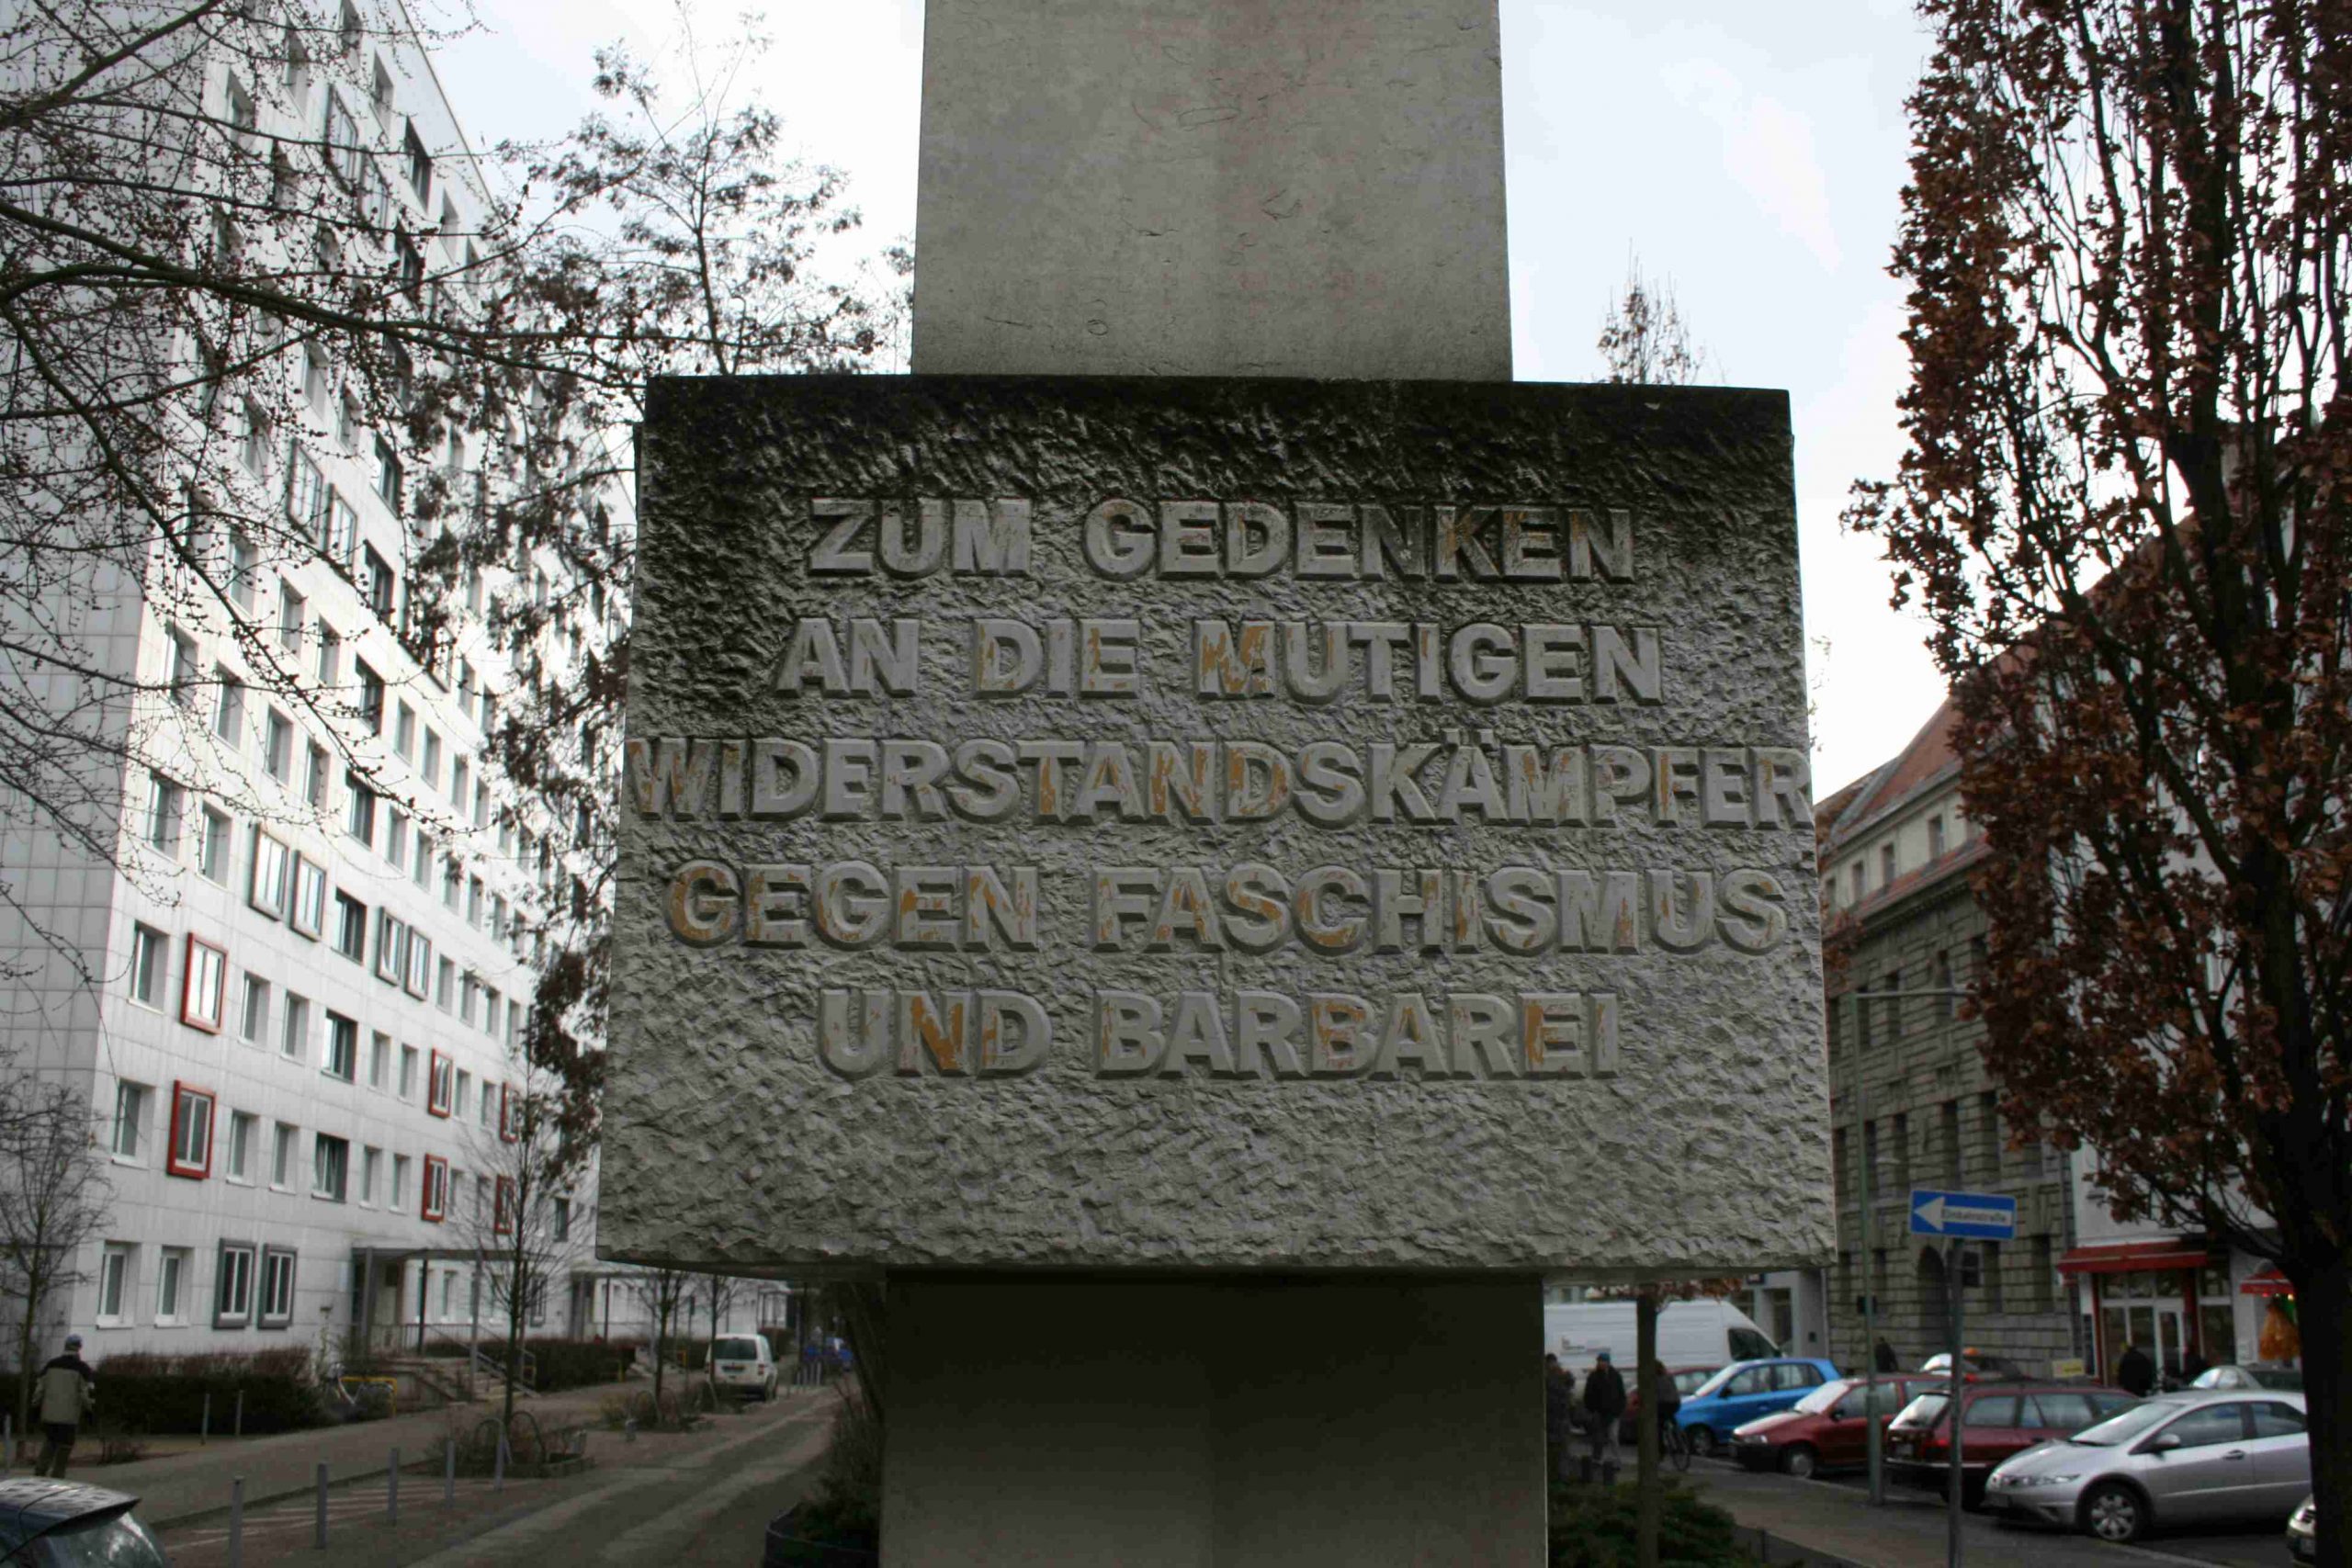 ZUM GEDENKEN
AN DIE MUTIGEN
WIDERSTANDSKÄMPFER
GEGEN FASCHISMUS
UND BARBAREI